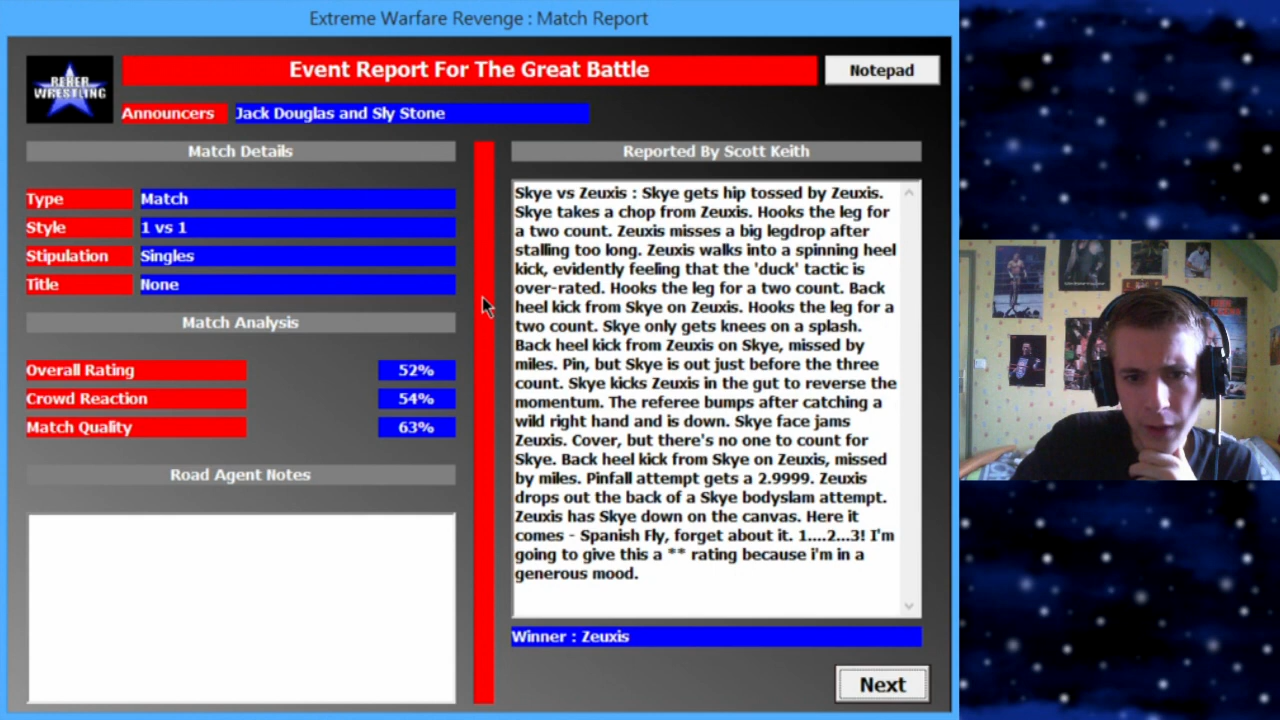 Extreme Warfare Revenge : Match Report
RERER
WRESTLING
Event Report For The Great Battle
Notepad
Announcers
Jack Douglas and Sly Stone
Match Details
Reported By Scott Keith
Type
Match
Style
1 vs 1
Stipulation
Singles
Title
None
Match Analysis
Overall Rating
52%
Crowd Reaction
54%
Match Quality
63%
Road Agent Notes
Skye vs Zeuxis : Skye gets hip tossed by Zeuxis.
Skye takes a chop from Zeuxis. Hooks the leg for
a two count. Zeuxis misses a big legdrop after
stalling too long. Zeuxis walks into a spinning heel
kick, evidently feeling that the 'duck' tactic is
over-rated. Hooks the leg for a two count. Back
heel kick from Skye on Zeuxis. Hooks the leg for a
two count. Skye only gets knees on a splash.
Back heel kick from Zeuxis on Skye, missed by
miles. Pin, but Skye is out just before the three
count. Skye kicks Zeuxis in the gut to reverse the
momentum. The referee bumps after catching a
wild right hand and is down. Skye face jams
Zeuxis. Cover, but there's no one to count for
Skye. Back heel kick from Skye on Zeuxis, missed
by miles. Pinfall attempt gets a 2.9999. Zeuxis
drops out the back of a Skye bodyslam attempt.
Zeuxis has Skye down on the canvas. Here it
comes - Spanish Fly, forget about it. 1....2...3! I'm
going to give this a ** rating because i'm in a
generous mood.
Winner : Zeuxis
Next